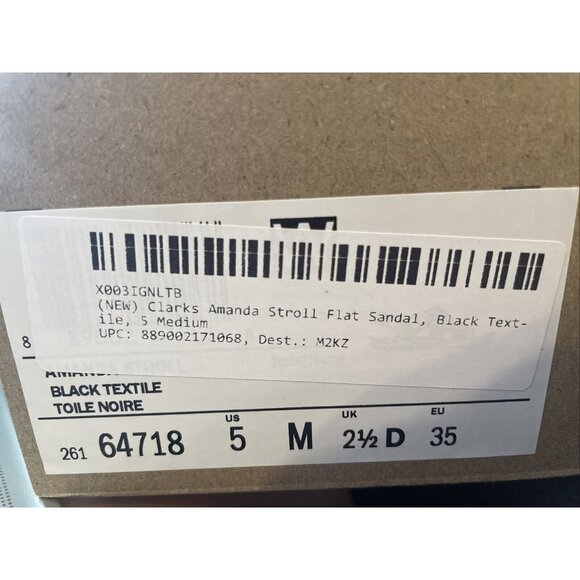 X003IGNLTB
(NEW) Clarks Amanda Stroll Flat Sandal, Black Text-
ile, 5 Medium
UPC: 889002171068, Dest.: M2KZ
8
BLACK TEXTILE
TOILE NOIRE
US UK EU
261 64718 5 M 2½ D 35